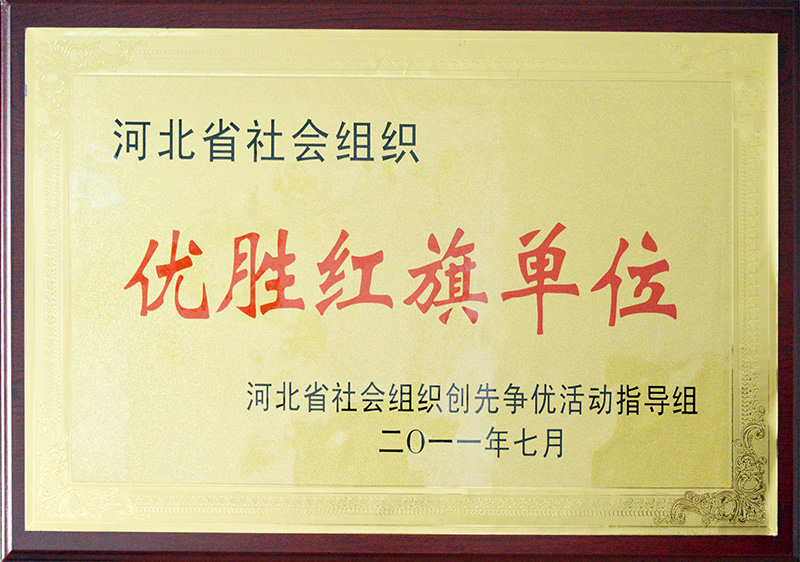 河北省社会组织
优胜红旗单位
河北省社会组织创先争优活动指导组
二〇一一年七月